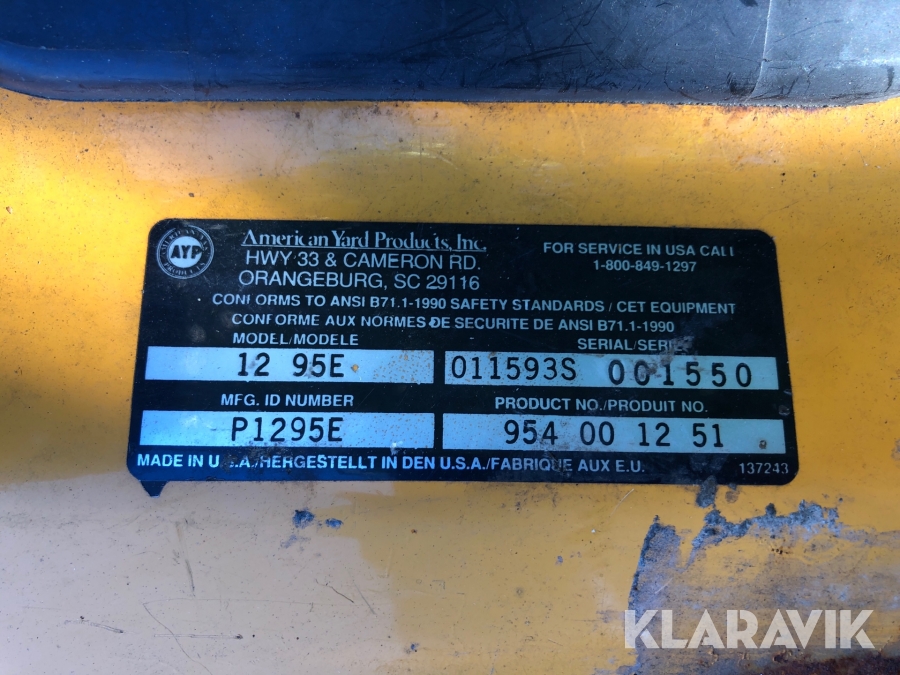 AMERICAN YARD PRODUCTS
AYP
American Yard Products, Inc.
HWY 33 & CAMERON RD.
ORANGEBURG, SC 29116
FOR SERVICE IN USA CALL
1-800-849-1297
CONFORMS TO ANSI B71.1-1990 SAFETY STANDARDS / CET EQUIPMENT
CONFORME AUX NORMES DE SECURITE DE ANSI B71.1-1990
MODEL/MODELE
SERIAL/SERIE
12 95E
011593S 001550
MFG. ID NUMBER
PRODUCT NO./PRODUIT NO.
P1295E
954 00 12 51
MADE IN U.S.A./HERGESTELLT IN DEN U.S.A./FABRIQUE AUX E.U.
137243
KLARAVIK